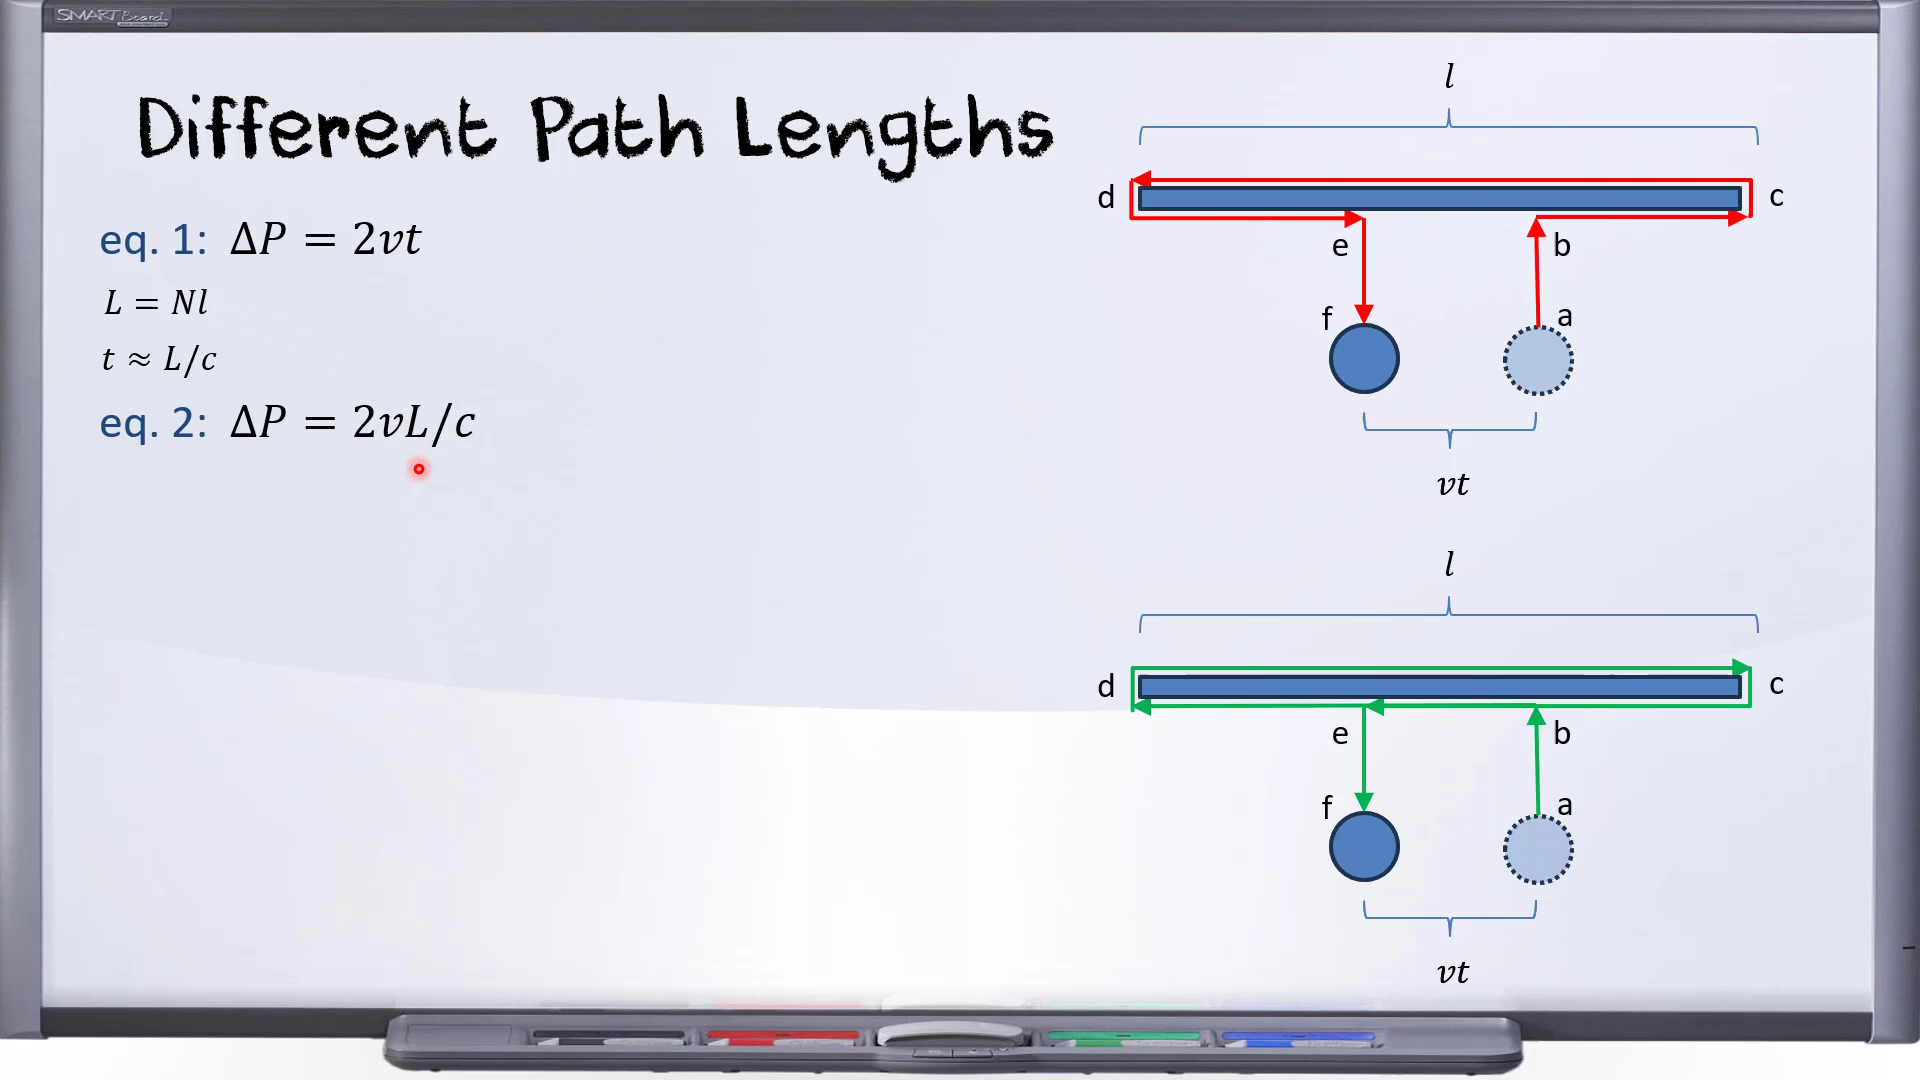 SMART Board
Different Path Lengths
eq. 1: ΔP = 2vt
L = Nl
t ≈ L/c
eq. 2: ΔP = 2vL/c
l
d
c
e
b
f
a
vt
l
d
c
e
b
f
a
vt